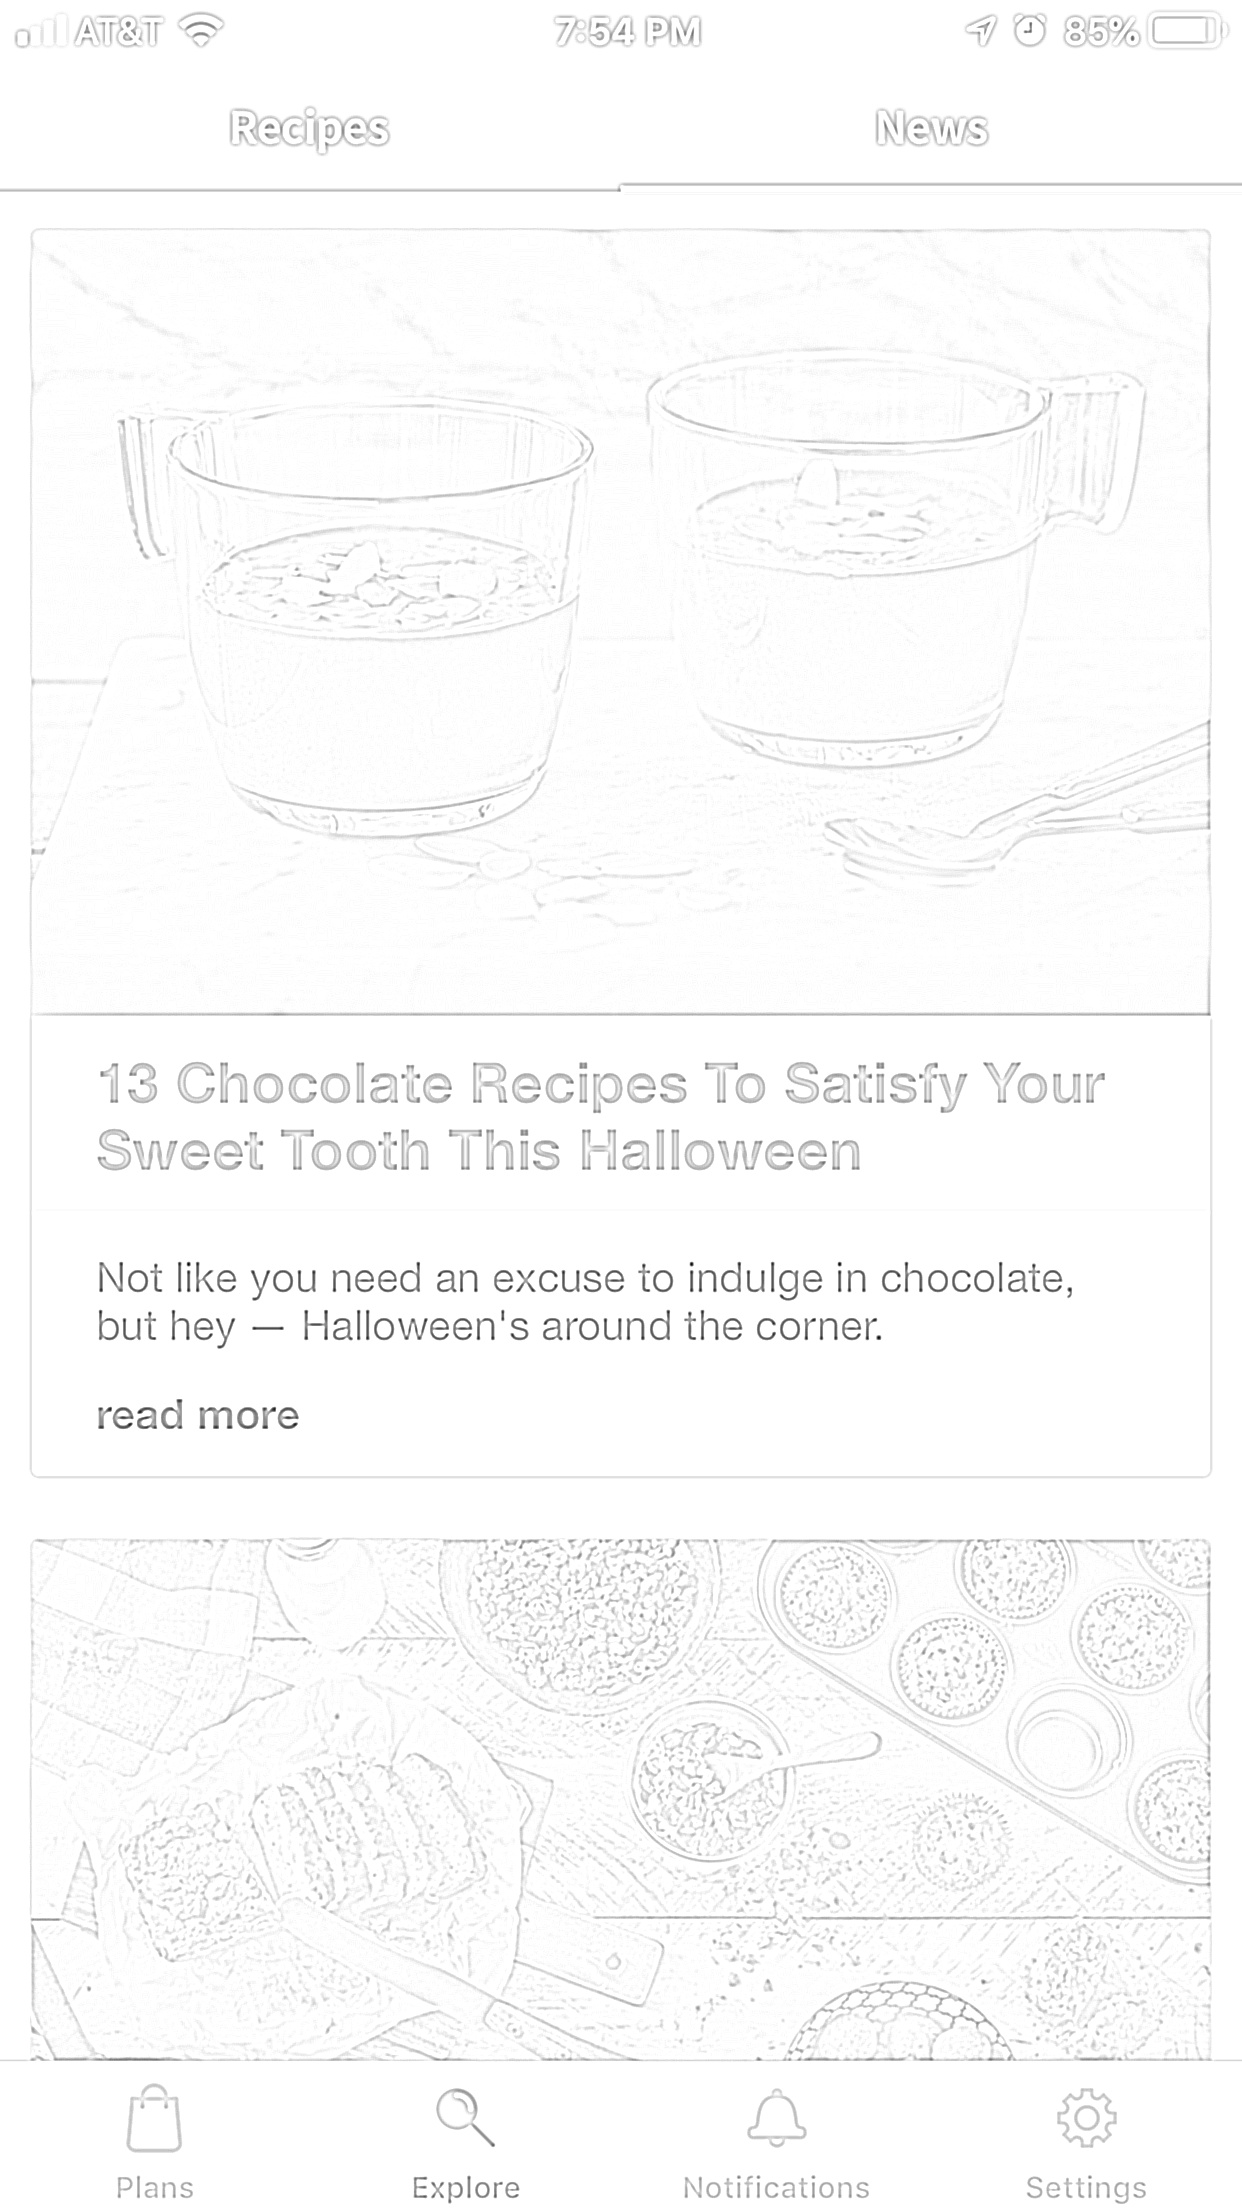 AT&T 7:54 PM 85%
Recipes News
13 Chocolate Recipes To Satisfy Your
Sweet Tooth This Halloween
Not like you need an excuse to indulge in chocolate,
but hey — Halloween's around the corner.
read more
Plans Explore Notifications Settings